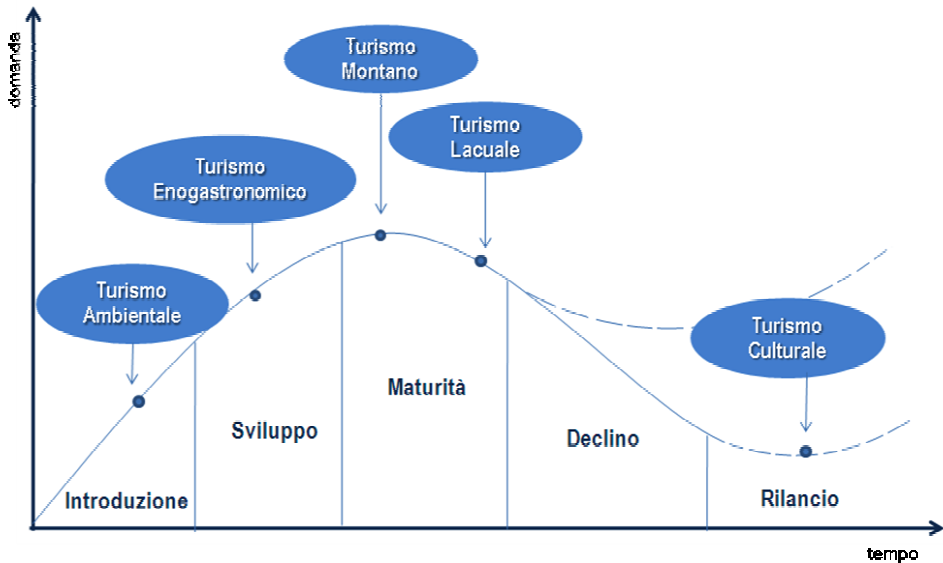 domanda
Turismo
Montano
Turismo
Lacuale
Turismo
Enogastronomico
Turismo
Ambientale
Turismo
Culturale
Maturità
Sviluppo
Declino
Introduzione
Rilancio
tempo